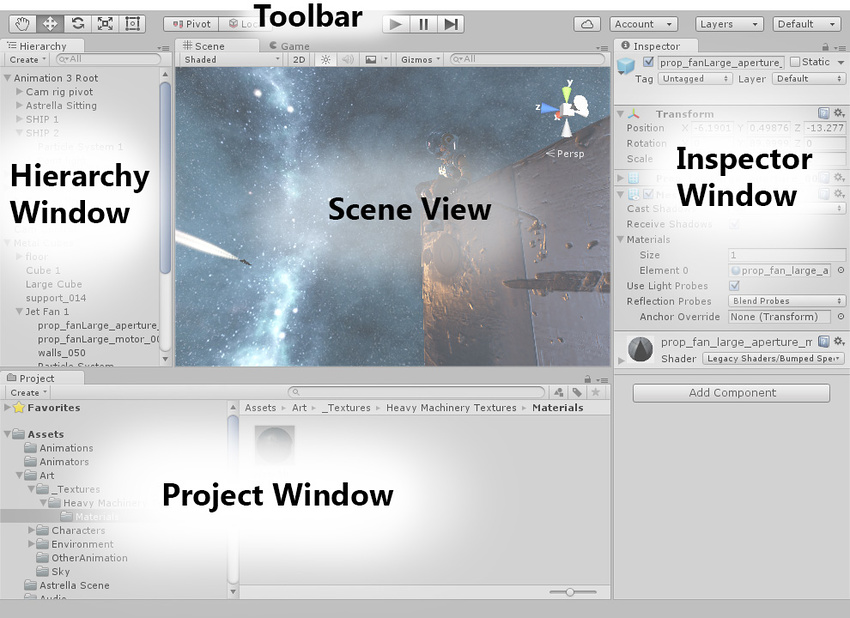 Toolbar
Pivot
Account
Layers
Default
Hierarchy
Create
All
Animation 3 Root
Cam rig pivot
Astrella Sitting
SHIP 1
SHIP 2
Particle System 1
Hierarchy
Window
floor
Cube 1
Large Cube
support_014
Jet Fan 1
prop_fanLarge_aperture_
prop_fanLarge_motor_00
walls_050
Particle System
Scene
Game
Shaded
2D
Gizmos
All
y
z
Persp
Scene View
Inspector
prop_fanLarge_aperture_
Static
Tag
Untagged
Layer
Default
Transform
Position X -6.1901 Y 0.49876 Z -13.277
Rotation
0
Scale
Inspector
Window
Cast Shadows
Receive Shadows
Materials
Size
1
Element 0
prop_fan_large_a
Use Light Probes
Reflection Probes
Blend Probes
Anchor Override
None (Transform)
prop_fan_large_aperture_m
Shader
Legacy Shaders/Bumped Spe
Add Component
Project
Create
Favorites
Assets
Animations
Animators
Art
_Textures
Heavy Machine
Materials
Characters
Environment
OtherAnimation
Sky
Astrella Scene
Audio
Assets
Art
_Textures
Heavy Machinery Textures
Materials
Project Window